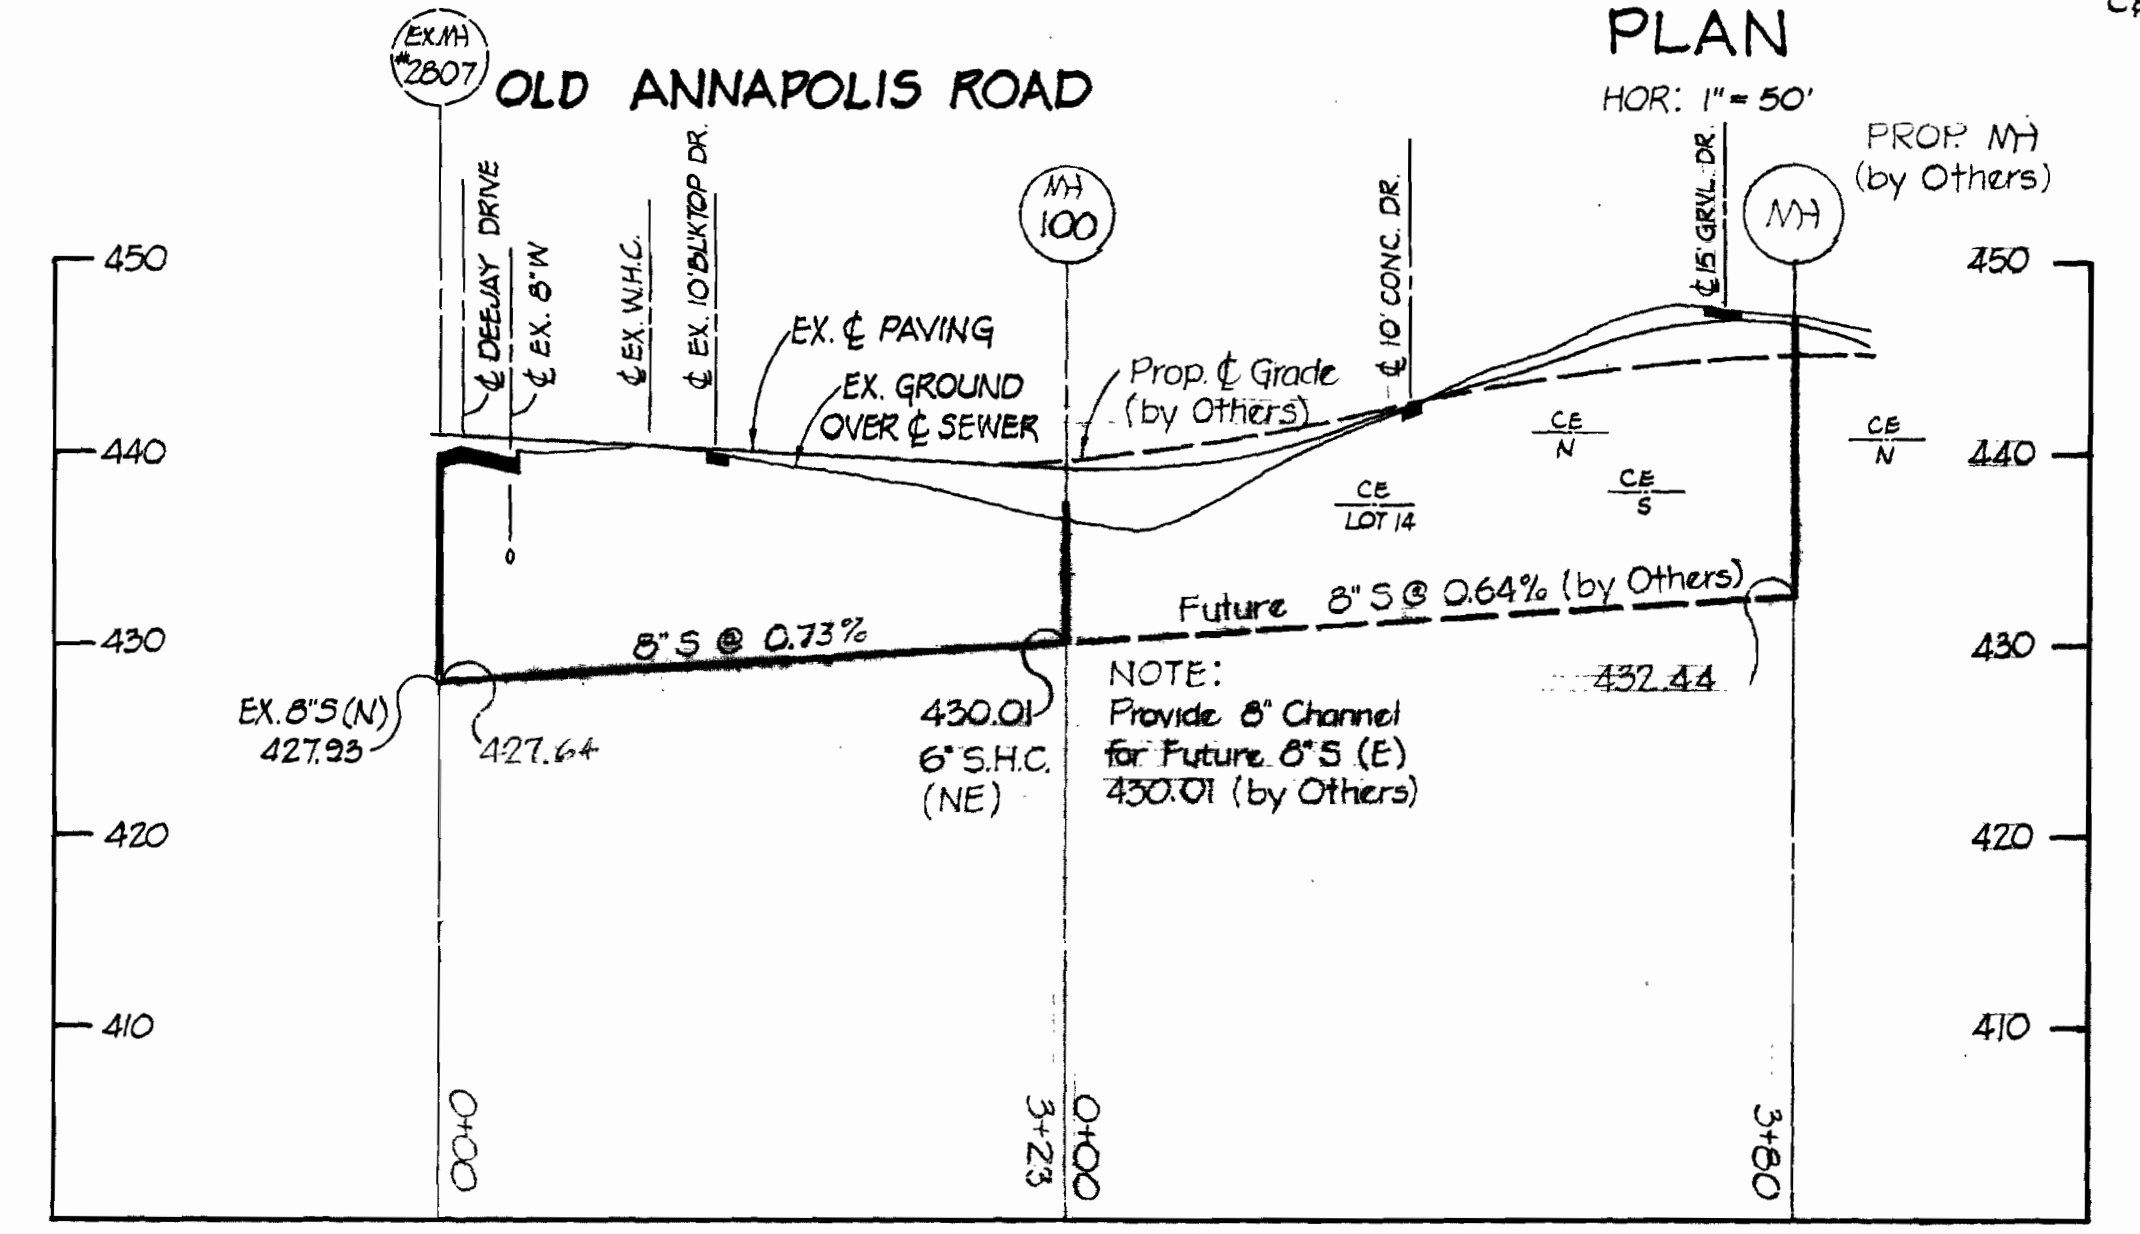 EX.MH
#2807
OLD ANNAPOLIS ROAD
PLAN
HOR: 1" = 50'
PROP. MH
(by Others)
MH
100
MH
℄ DEEJAY DRIVE
℄ EX. 8"W
℄ EX. W.H.C.
℄ EX. 10' BLKTOP DR.
℄ 10' CONC. DR.
℄ 15' GRVL. DR.
450
450
EX. ℄ PAVING
EX. GROUND
OVER ℄ SEWER
Prop. ℄ Grade
(by Others)
440
440
CE
N
CE
N
CE
S
CE
LOT 14
430
430
8" S @ 0.73%
Future 8" S @ 0.64% (by Others)
EX. 8"S (N)
427.93
427.64
430.01
6" S.H.C.
(NE)
NOTE:
Provide 8" Channel
for Future 8"S (E)
430.01 (by Others)
432.44
420
420
410
410
0+00
3+23
0+00
3+80